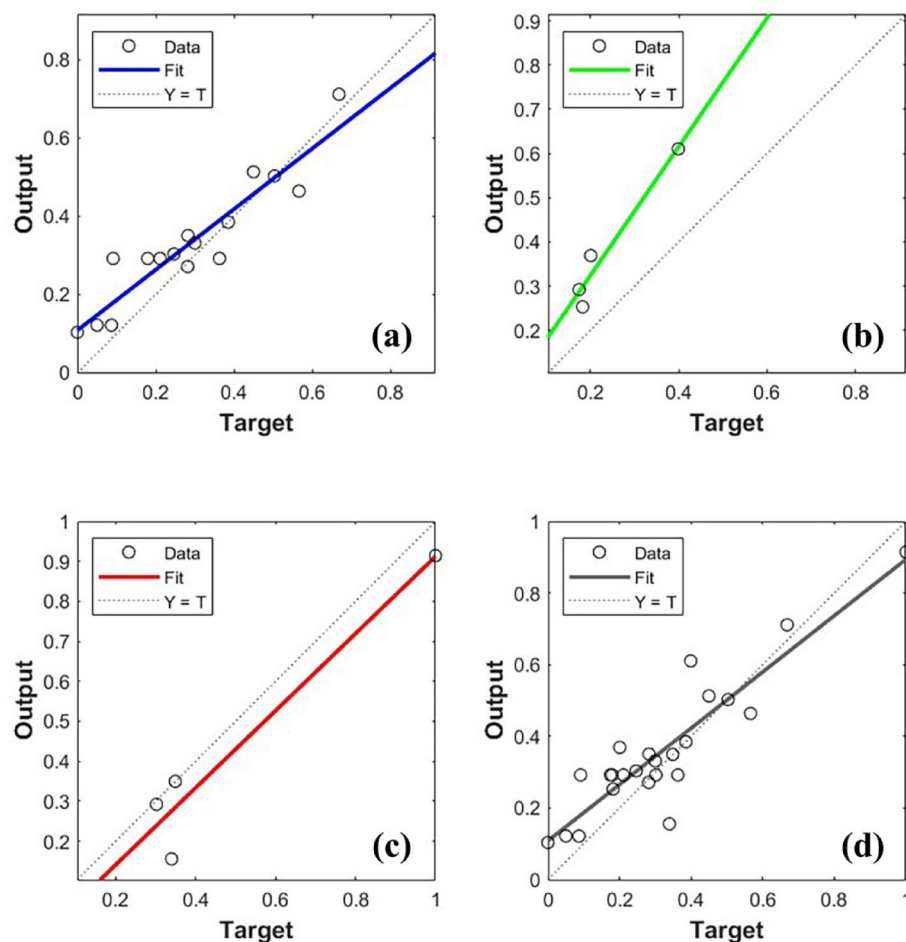 Data
Fit
Y = T
0.8
0.6
0.4
0.2
0
Output
(a)
0 0.2 0.4 0.6 0.8
Target
Data
Fit
Y = T
0.9
0.8
0.7
0.6
0.5
0.4
0.3
0.2
Output
(b)
0.2 0.4 0.6 0.8
Target
Data
Fit
Y = T
1
0.9
0.8
0.7
0.6
0.5
0.4
0.3
0.2
Output
(c)
0.2 0.4 0.6 0.8 1
Target
Data
Fit
Y = T
1
0.8
0.6
0.4
0.2
0
Output
(d)
0 0.2 0.4 0.6 0.8 1
Target